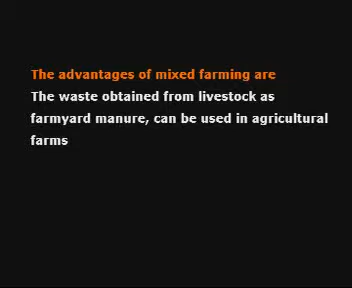 The advantages of mixed farming are
The waste obtained from livestock as
farmyard manure, can be used in agricultural
farms